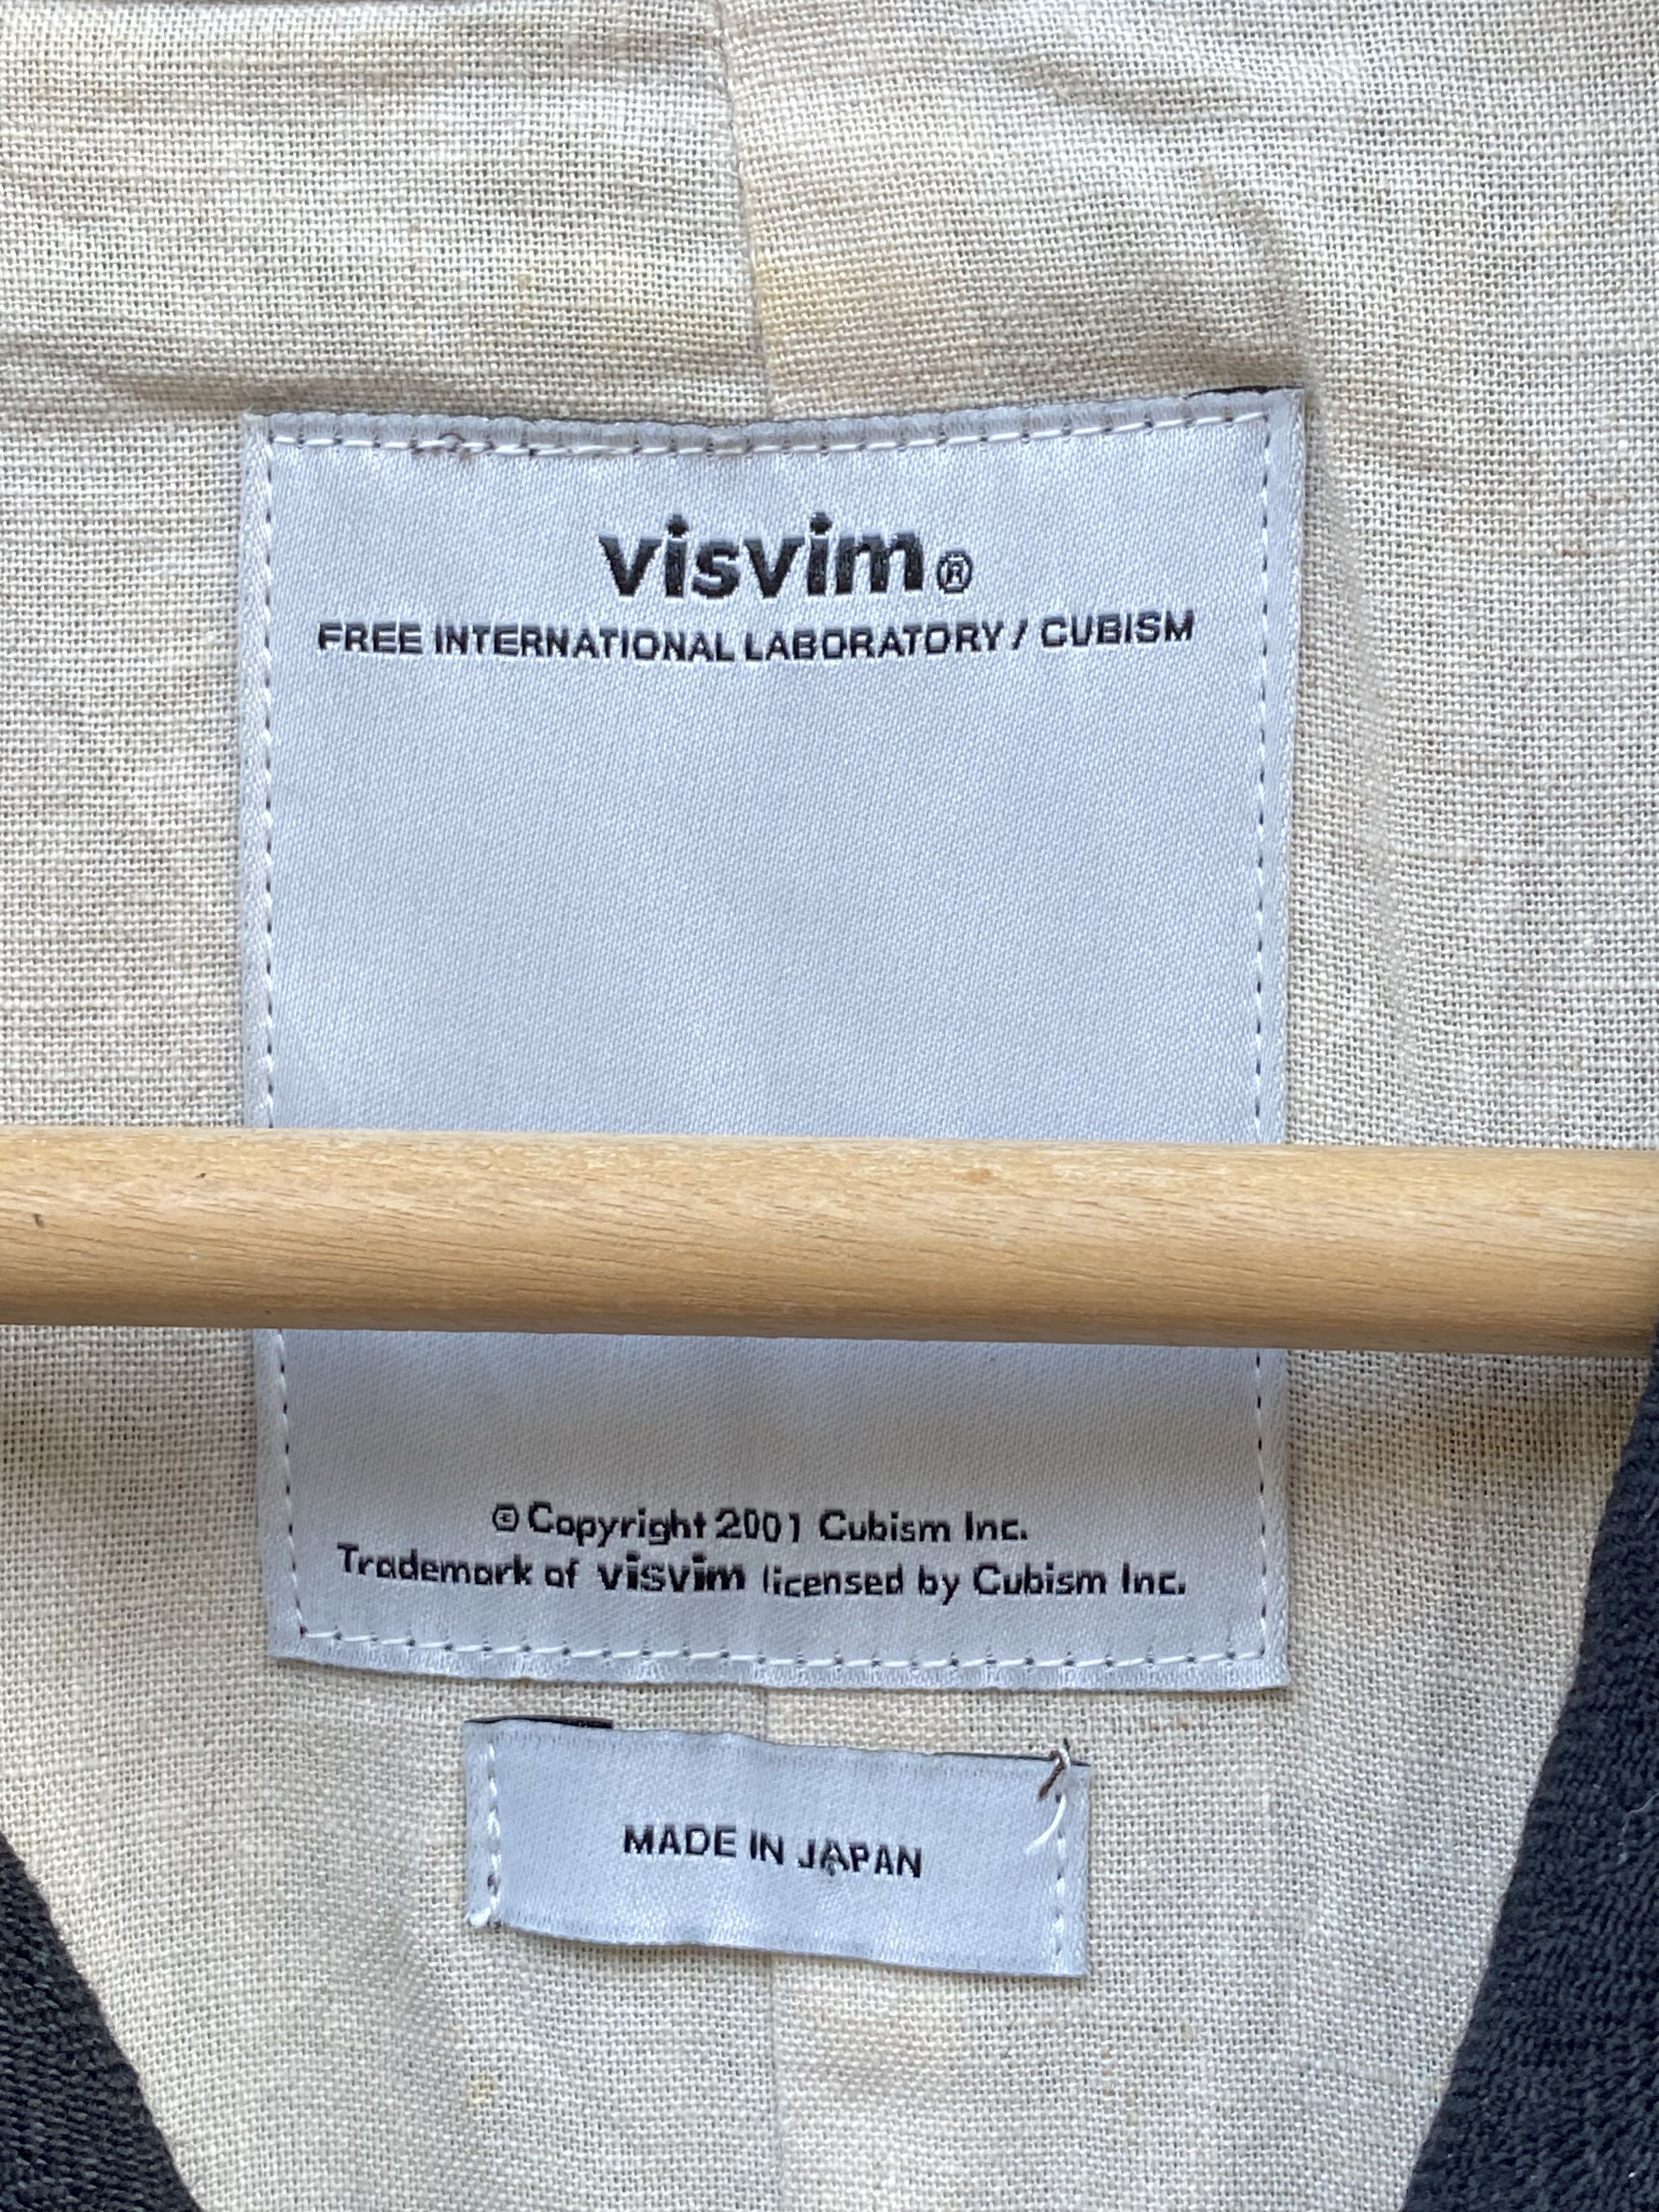 visvim®
FREE INTERNATIONAL LABORATORY / CUBISM
© Copyright 2001 Cubism Inc.
Trademark of visvim licensed by Cubism Inc.
MADE IN JAPAN